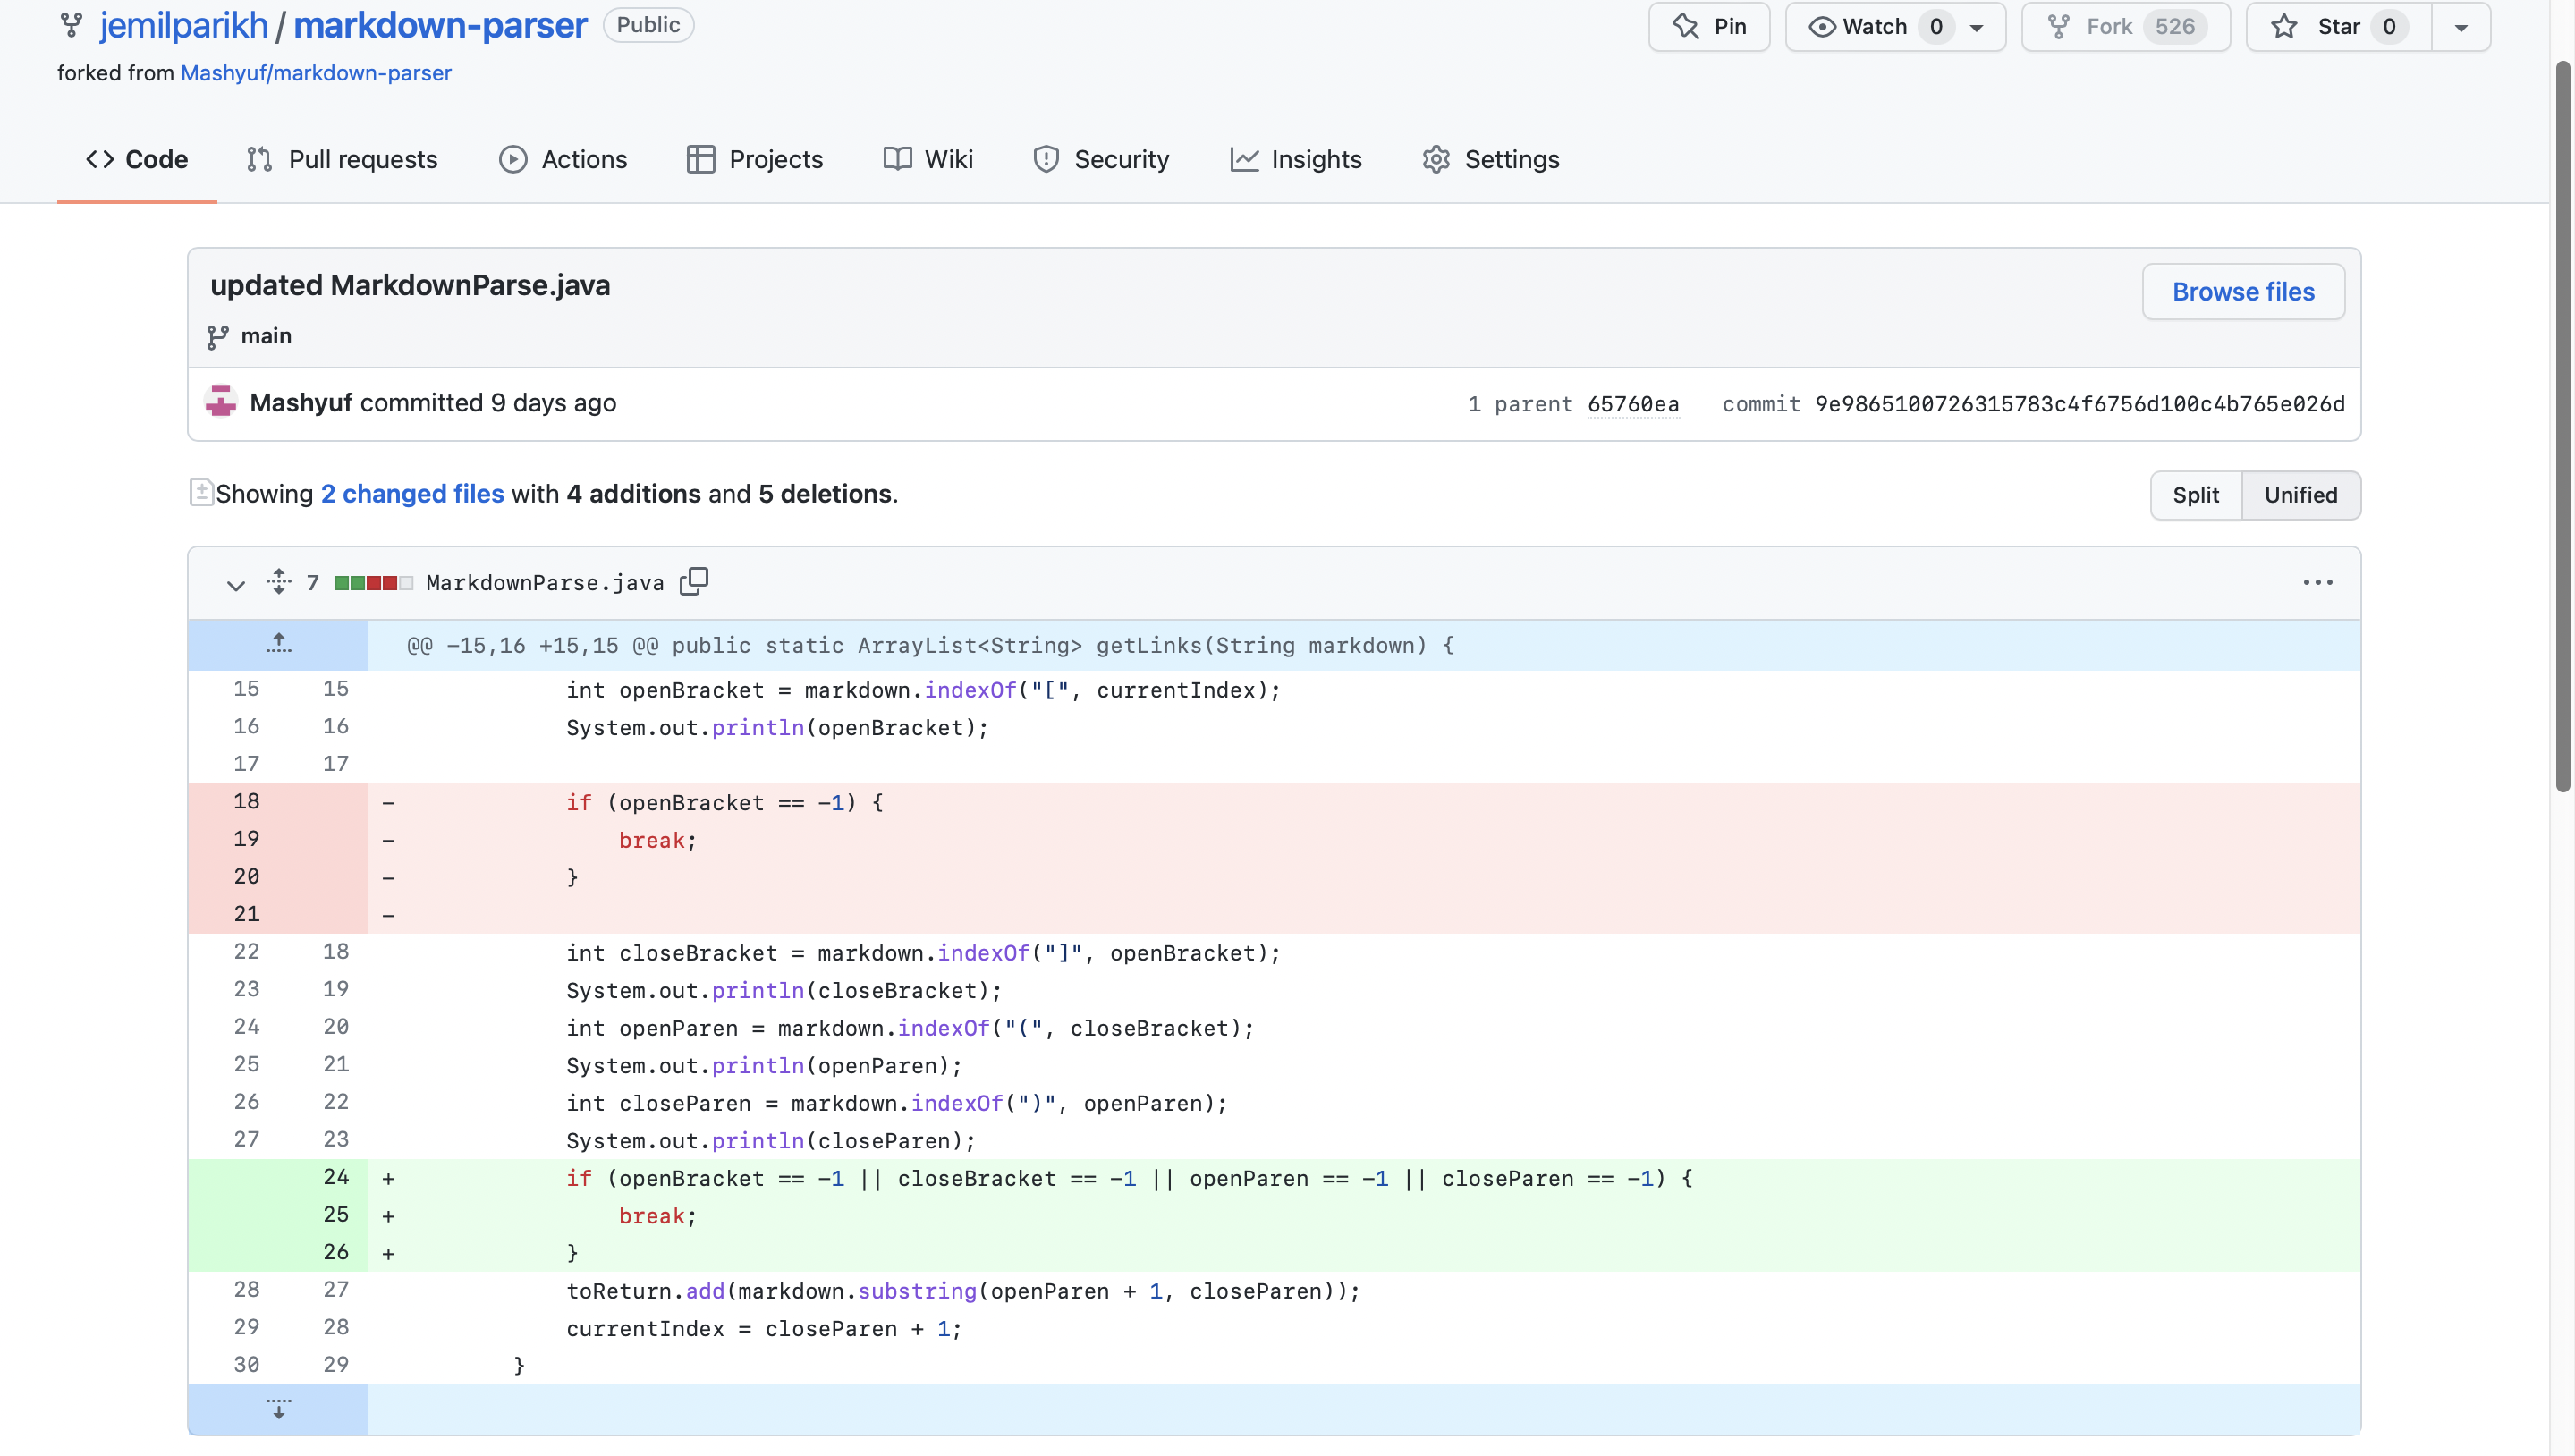 jemilparikh / markdown-parser Public Pin Watch 0 Fork 526 Star 0
forked from Mashyuf/markdown-parser
Code Pull requests Actions Projects Wiki Security Insights Settings
updated MarkdownParse.java
Browse files
main
Mashyuf committed 9 days ago 1 parent 65760ea commit 9e9865100726315783c4f6756d100c4b765e026d
Showing 2 changed files with 4 additions and 5 deletions. Split Unified
7 MarkdownParse.java ...
@@ -15,16 +15,15 @@ public static ArrayList<String> getLinks(String markdown) {
15 15 int openBracket = markdown.indexOf("[", currentIndex);
16 16 System.out.println(openBracket);
17 17
18 - if (openBracket == -1) {
19 - break;
20 - }
21 -
22 18 int closeBracket = markdown.indexOf("]", openBracket);
23 19 System.out.println(closeBracket);
24 20 int openParen = markdown.indexOf("(", closeBracket);
25 21 System.out.println(openParen);
26 22 int closeParen = markdown.indexOf(")", openParen);
27 23 System.out.println(closeParen);
24 + if (openBracket == -1 || closeBracket == -1 || openParen == -1 || closeParen == -1) {
25 + break;
26 + }
28 27 toReturn.add(markdown.substring(openParen + 1, closeParen));
29 28 currentIndex = closeParen + 1;
30 29 }